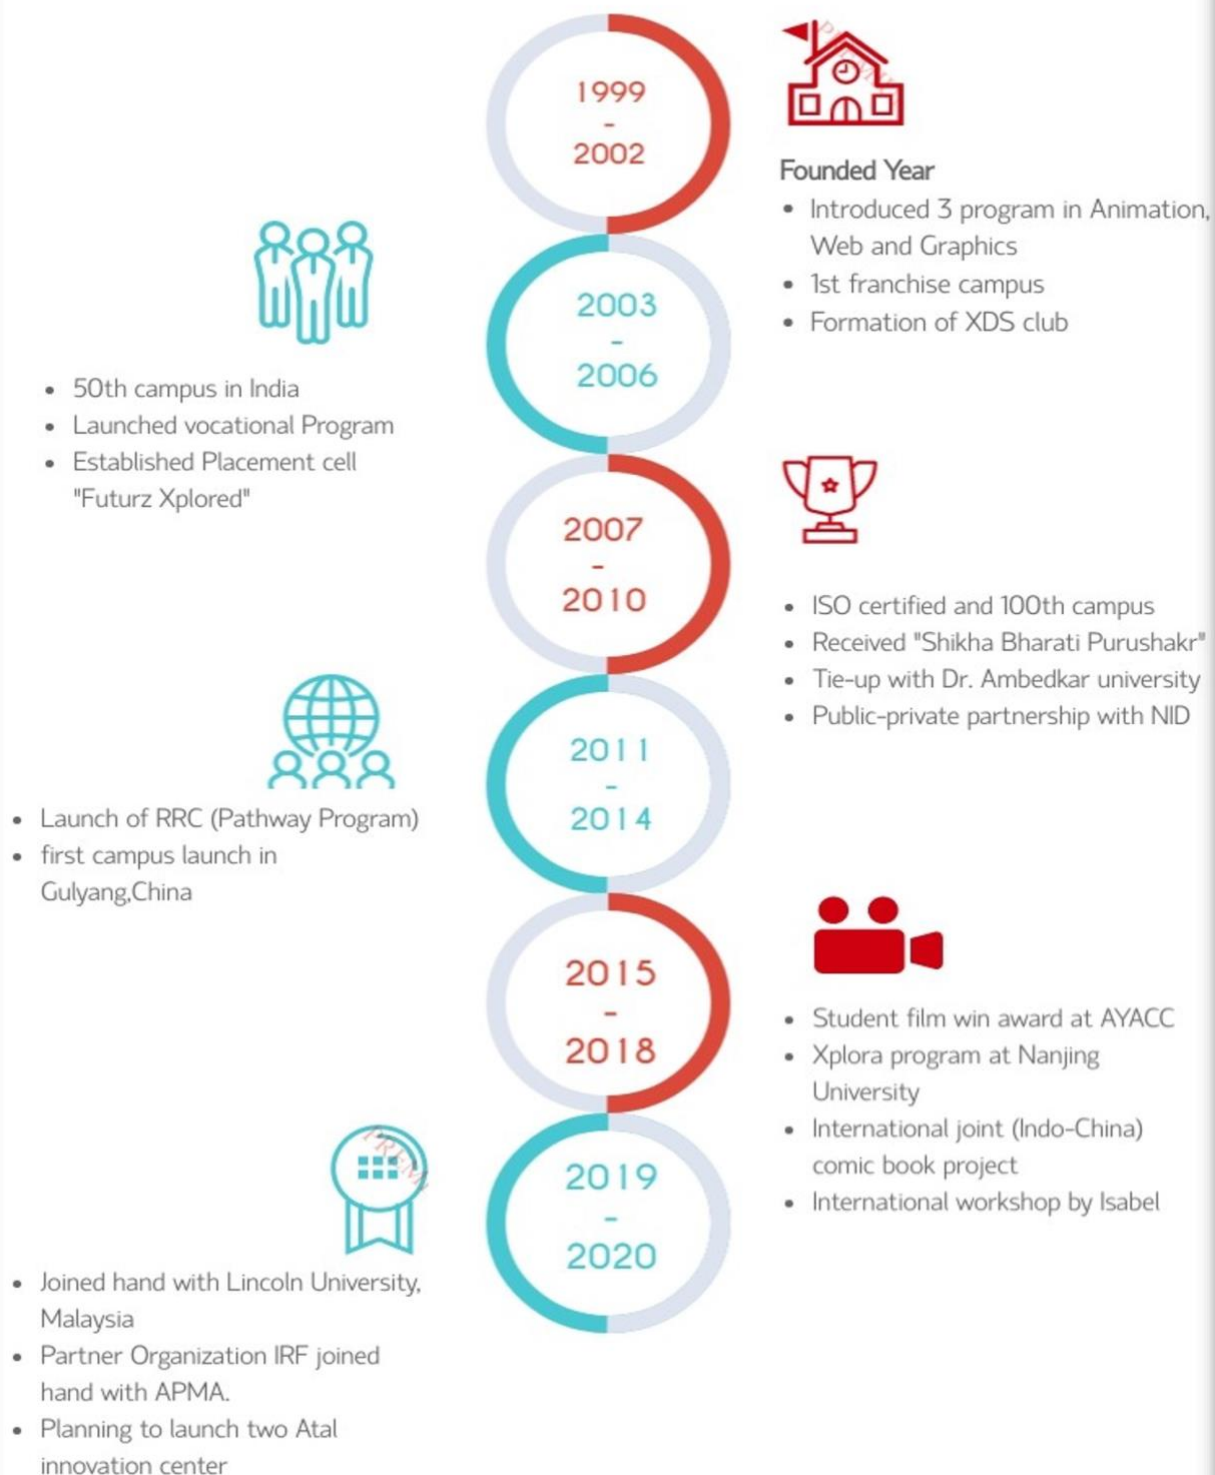 1999
-
2002
Founded Year
• Introduced 3 program in Animation,
Web and Graphics
• 1st franchise campus
• Formation of XDS club
2003
-
2006
• 50th campus in India
• Launched vocational Program
• Established Placement cell
"Futurz Xplored"
2007
-
2010
• ISO certified and 100th campus
• Received "Shikha Bharati Purushakr"
• Tie-up with Dr. Ambedkar university
• Public-private partnership with NID
2011
-
2014
• Launch of RRC (Pathway Program)
• first campus launch in
Gulyang,China
2015
-
2018
• Student film win award at AYACC
• Xplora program at Nanjing
University
• International joint (Indo-China)
comic book project
• International workshop by Isabel
2019
-
2020
• Joined hand with Lincoln University,
Malaysia
• Partner Organization IRF joined
hand with APMA.
• Planning to launch two Atal
innovation center